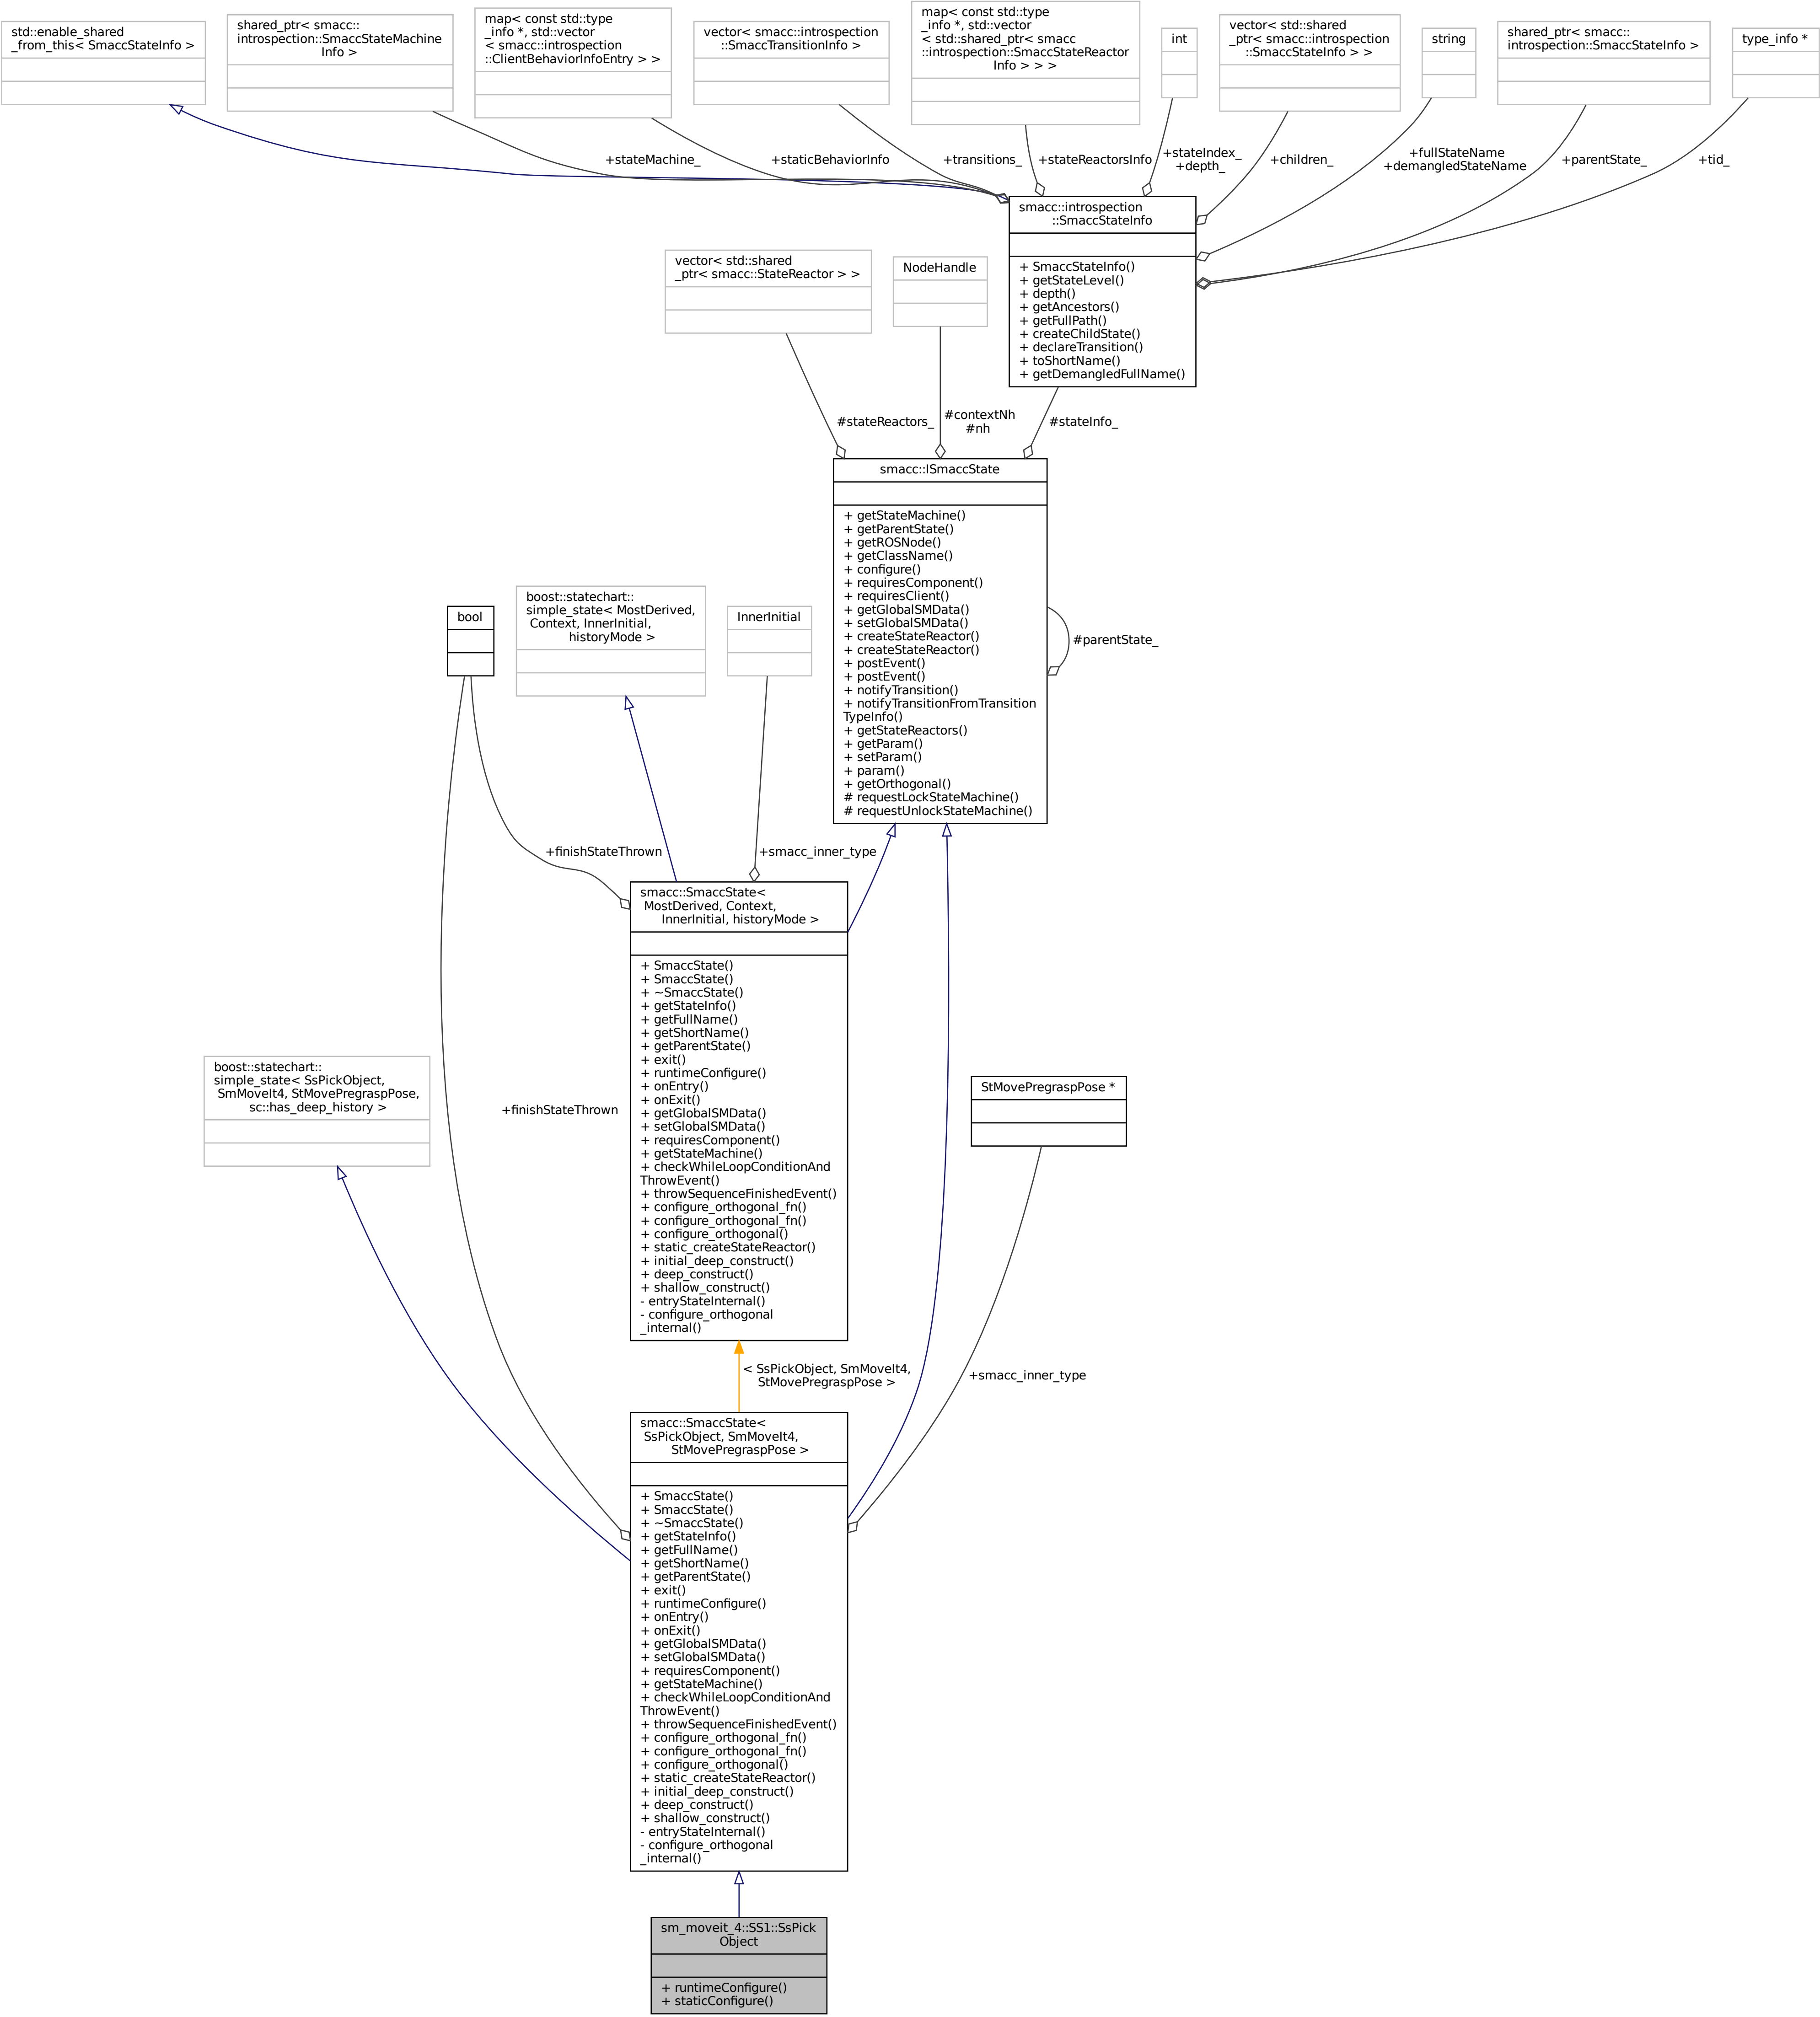 std::enable_shared
_from_this< SmaccStateInfo >
shared_ptr< smacc::
introspection::SmaccStateMachine
Info >
map< const std::type
_info *, std::vector
< smacc::introspection
::ClientBehaviorInfoEntry > >
vector< smacc::introspection
::SmaccTransitionInfo >
map< const std::type
_info *, std::vector
< std::shared_ptr< smacc
::introspection::SmaccStateReactor
Info > > >
int
vector< std::shared
_ptr< smacc::introspection
::SmaccStateInfo > >
string
shared_ptr< smacc::
introspection::SmaccStateInfo >
type_info *
+stateMachine_
+staticBehaviorInfo
+transitions_
+stateReactorsInfo
+stateIndex_
+depth_
+children_
+fullStateName
+demangledStateName
+parentState_
+tid_
smacc::introspection
::SmaccStateInfo
+ SmaccStateInfo()
+ getStateLevel()
+ depth()
+ getAncestors()
+ getFullPath()
+ createChildState()
+ declareTransition()
+ toShortName()
+ getDemangledFullName()
vector< std::shared
_ptr< smacc::StateReactor > >
NodeHandle
#stateReactors_
#contextNh
#nh
#stateInfo_
smacc::ISmaccState
+ getStateMachine()
+ getParentState()
+ getROSNode()
+ getClassName()
+ configure()
+ requiresComponent()
+ requiresClient()
+ getGlobalSMData()
+ setGlobalSMData()
+ createStateReactor()
+ createStateReactor()
+ postEvent()
+ postEvent()
+ notifyTransition()
+ notifyTransitionFromTransition
TypeInfo()
+ getStateReactors()
+ getParam()
+ setParam()
+ param()
+ getOrthogonal()
# requestLockStateMachine()
# requestUnlockStateMachine()
#parentState_
bool
boost::statechart::
simple_state< MostDerived,
Context, InnerInitial,
historyMode >
InnerInitial
+finishStateThrown
+smacc_inner_type
smacc::SmaccState<
MostDerived, Context,
InnerInitial, historyMode >
+ SmaccState()
+ SmaccState()
+ ~SmaccState()
+ getStateInfo()
+ getFullName()
+ getShortName()
+ getParentState()
+ exit()
+ runtimeConfigure()
+ onEntry()
+ onExit()
+ getGlobalSMData()
+ setGlobalSMData()
+ requiresComponent()
+ getStateMachine()
+ checkWhileLoopConditionAnd
ThrowEvent()
+ throwSequenceFinishedEvent()
+ configure_orthogonal_fn()
+ configure_orthogonal_fn()
+ configure_orthogonal()
+ static_createStateReactor()
+ initial_deep_construct()
+ deep_construct()
+ shallow_construct()
- entryStateInternal()
- configure_orthogonal
_internal()
boost::statechart::
simple_state< SsPickObject,
SmMoveIt4, StMovePregraspPose,
sc::has_deep_history >
+finishStateThrown
StMovePregraspPose *
< SsPickObject, SmMoveIt4,
StMovePregraspPose >
+smacc_inner_type
smacc::SmaccState<
SsPickObject, SmMoveIt4,
StMovePregraspPose >
+ SmaccState()
+ SmaccState()
+ ~SmaccState()
+ getStateInfo()
+ getFullName()
+ getShortName()
+ getParentState()
+ exit()
+ runtimeConfigure()
+ onEntry()
+ onExit()
+ getGlobalSMData()
+ setGlobalSMData()
+ requiresComponent()
+ getStateMachine()
+ checkWhileLoopConditionAnd
ThrowEvent()
+ throwSequenceFinishedEvent()
+ configure_orthogonal_fn()
+ configure_orthogonal_fn()
+ configure_orthogonal()
+ static_createStateReactor()
+ initial_deep_construct()
+ deep_construct()
+ shallow_construct()
- entryStateInternal()
- configure_orthogonal
_internal()
sm_moveit_4::SS1::SsPick
Object
+ runtimeConfigure()
+ staticConfigure()